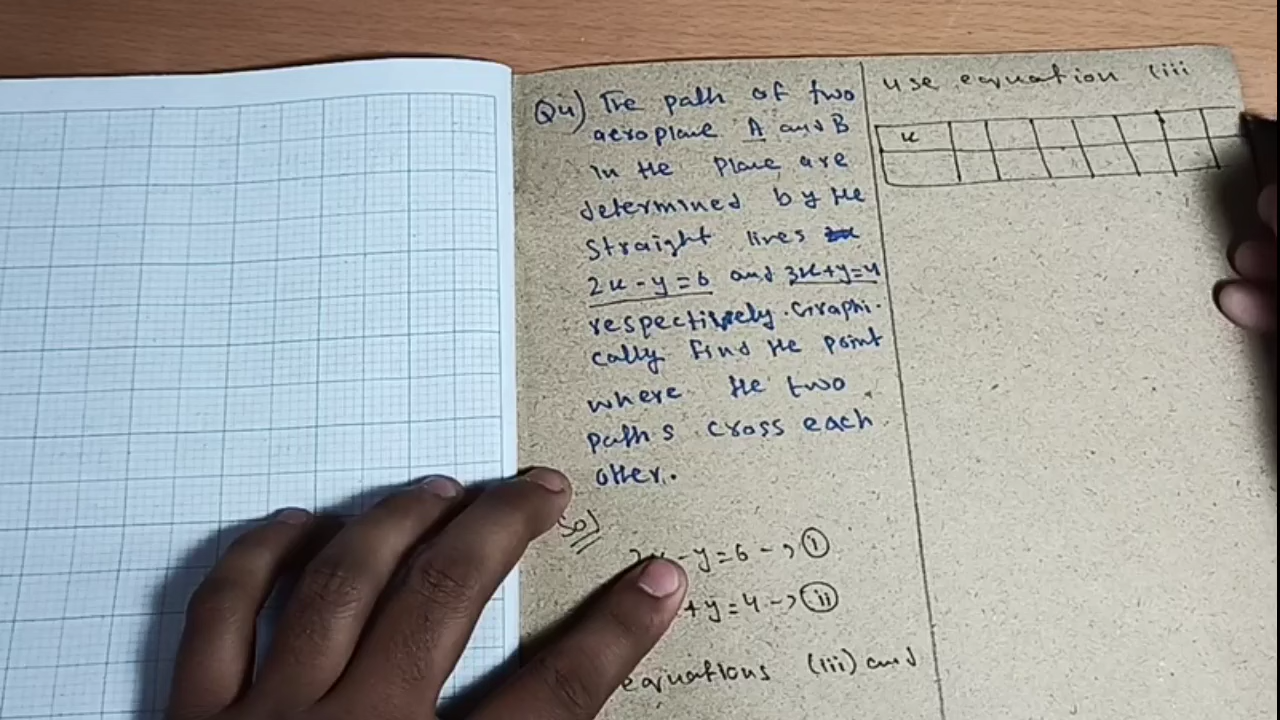 Q4) The path of two
aeroplane A and B
in the Plane are
determined by the
straight lines
2x - y = 6 and 3x+y=4
respectively. Graphi-
cally find the point
where the two
paths cross each
other.
Sol
2x - y = 6 -> (i)
+ y = 4 -> (ii)
equations (iii) and
use equation (iii
x